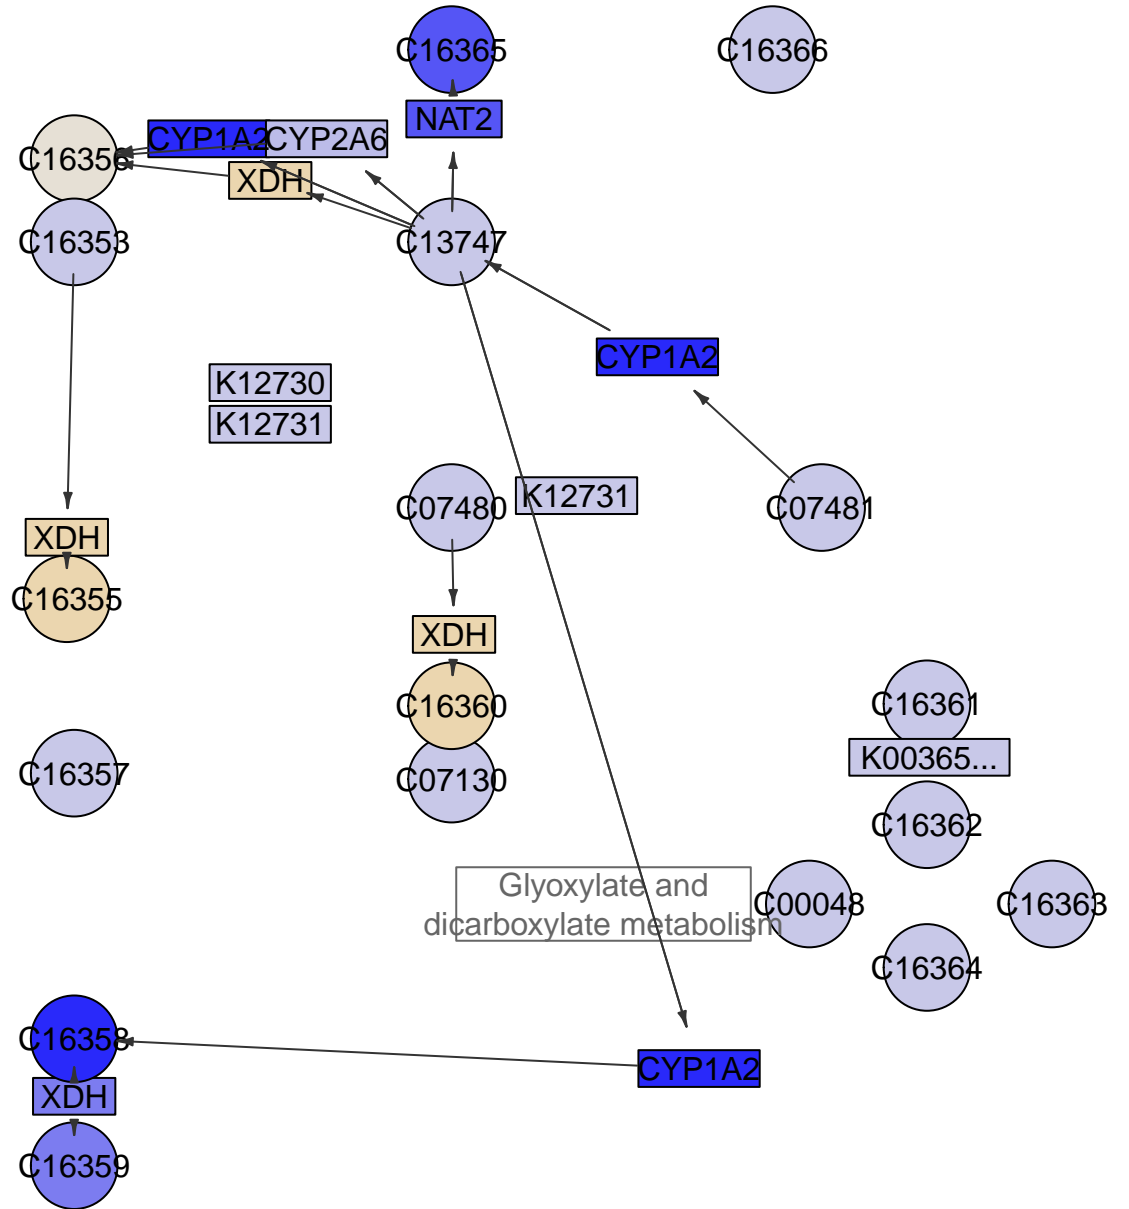 C16365
C16366
NAT2
CYP1A2
CYP2A6
C16356
XDH
C16353
C13747
CYP1A2
K12730
K12731
C07480
K12731
C07481
XDH
C16355
XDH
C16360
C16361
K00365...
C16357
C07130
C16362
Glyoxylate and
dicarboxylate metabolism
C00048
C16363
C16364
C16358
CYP1A2
XDH
C16359